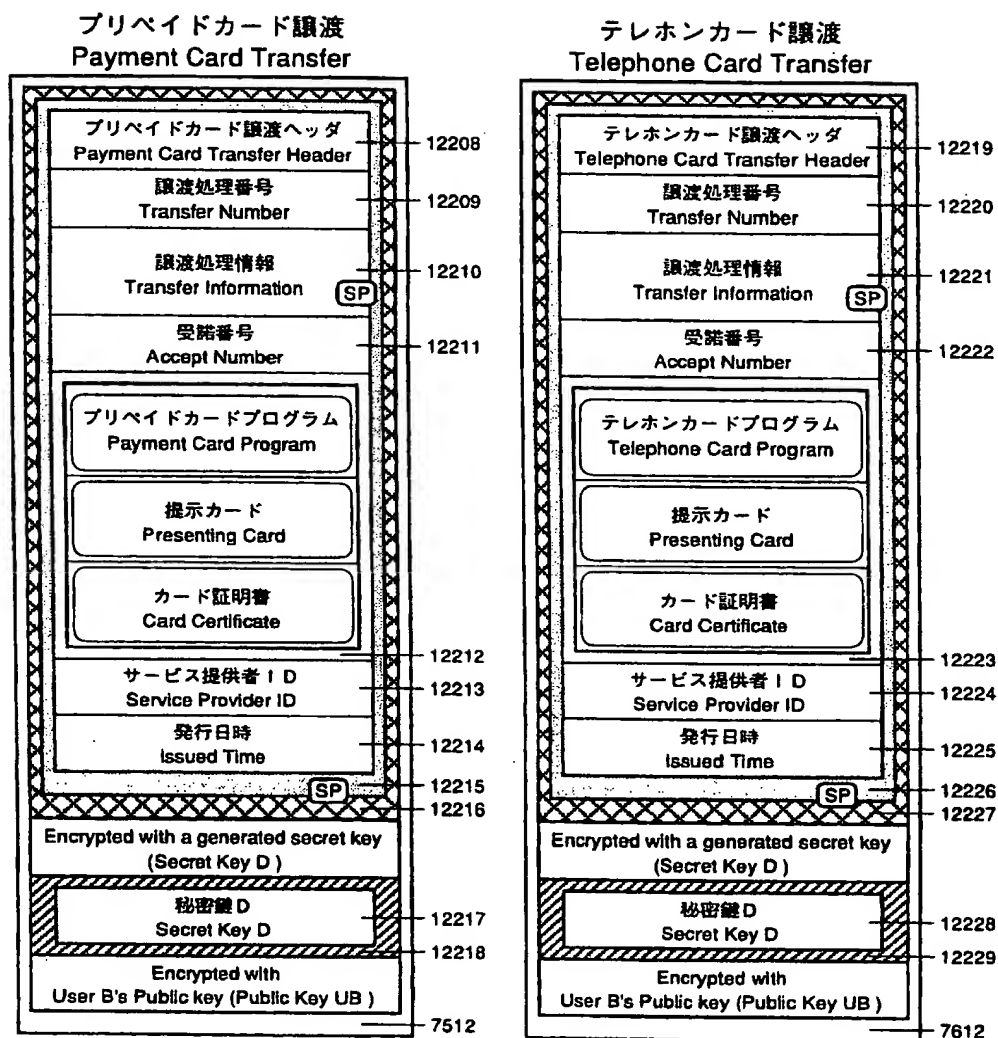 プリペイドカード譲渡
Payment Card Transfer
プリペイドカード譲渡ヘッダ
Payment Card Transfer Header
12208
譲渡処理番号
Transfer Number
12209
譲渡処理情報
Transfer Information
SP
12210
受諾番号
Accept Number
12211
プリペイドカードプログラム
Payment Card Program
提示カード
Presenting Card
カード証明書
Card Certificate
12212
サービス提供者ID
Service Provider ID
12213
発行日時
Issued Time
12214
SP
12215
12216
Encrypted with a generated secret key
(Secret Key D )
秘密鍵D
Secret Key D
12217
12218
Encrypted with
User B's Public key (Public Key UB )
7512
テレホンカード譲渡
Telephone Card Transfer
テレホンカード譲渡ヘッダ
Telephone Card Transfer Header
12219
譲渡処理番号
Transfer Number
12220
譲渡処理情報
Transfer Information
SP
12221
受諾番号
Accept Number
12222
テレホンカードプログラム
Telephone Card Program
提示カード
Presenting Card
カード証明書
Card Certificate
12223
サービス提供者ID
Service Provider ID
12224
発行日時
Issued Time
12225
SP
12226
12227
Encrypted with a generated secret key
(Secret Key D )
秘密鍵D
Secret Key D
12228
12229
Encrypted with
User B's Public key (Public Key UB )
7612